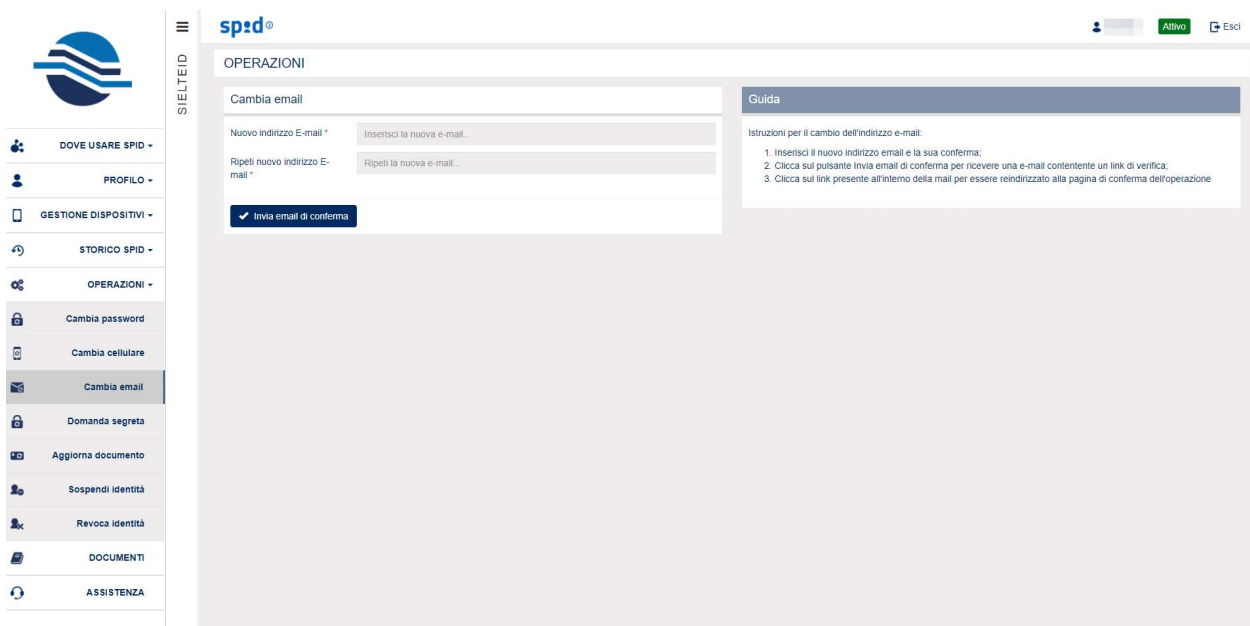 spid
Attivo
Esci
SIELTEID
DOVE USARE SPID
PROFILO
GESTIONE DISPOSITIVI
STORICO SPID
OPERAZIONI
Cambia password
Cambia cellulare
Cambia email
Domanda segreta
Aggiorna documento
Sospendi identità
Revoca identità
DOCUMENTI
ASSISTENZA
OPERAZIONI
Cambia email
Nuovo indirizzo E-mail *
Inserisci la nuova e-mail...
Ripeti nuovo indirizzo E-
mail *
Ripeti la nuova e-mail...
Invia email di conferma
Guida
Istruzioni per il cambio dell'indirizzo e-mail:
1. Inserisci il nuovo indirizzo email e la sua conferma;
2. Clicca sul pulsante Invia email di conferma per ricevere una e-mail contentente un link di verifica;
3. Clicca sul link presente all'interno della mail per essere reindirizzato alla pagina di conferma dell'operazione